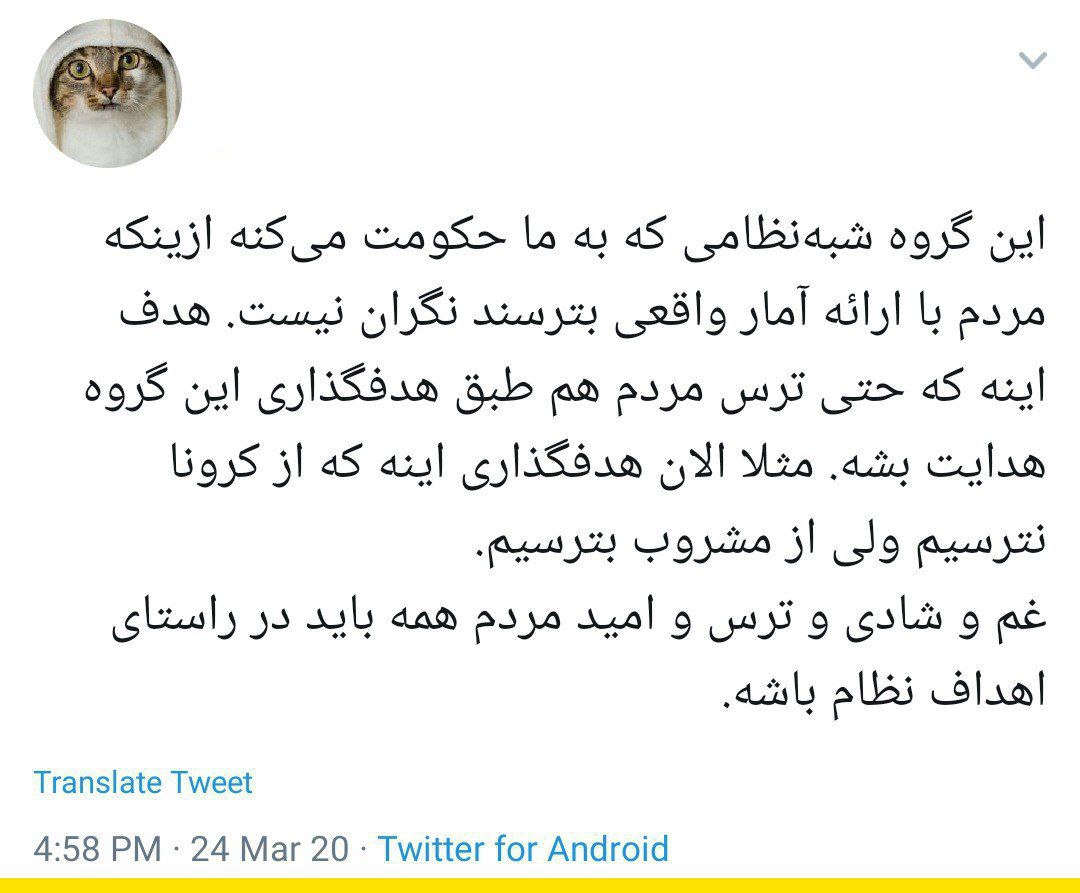 این گروه شبه‌نظامی که به ما حکومت می‌کنه ازینکه
مردم با ارائه آمار واقعی بترسند نگران نیست. هدف
اینه که حتی ترس مردم هم طبق هدفگذاری این گروه
هدایت بشه. مثلا الان هدفگذاری اینه که از کرونا
نترسیم ولی از مشروب بترسیم.
غم و شادی و ترس و امید مردم همه باید در راستای
اهداف نظام باشه.
Translate Tweet
4:58 PM · 24 Mar 20 · Twitter for Android